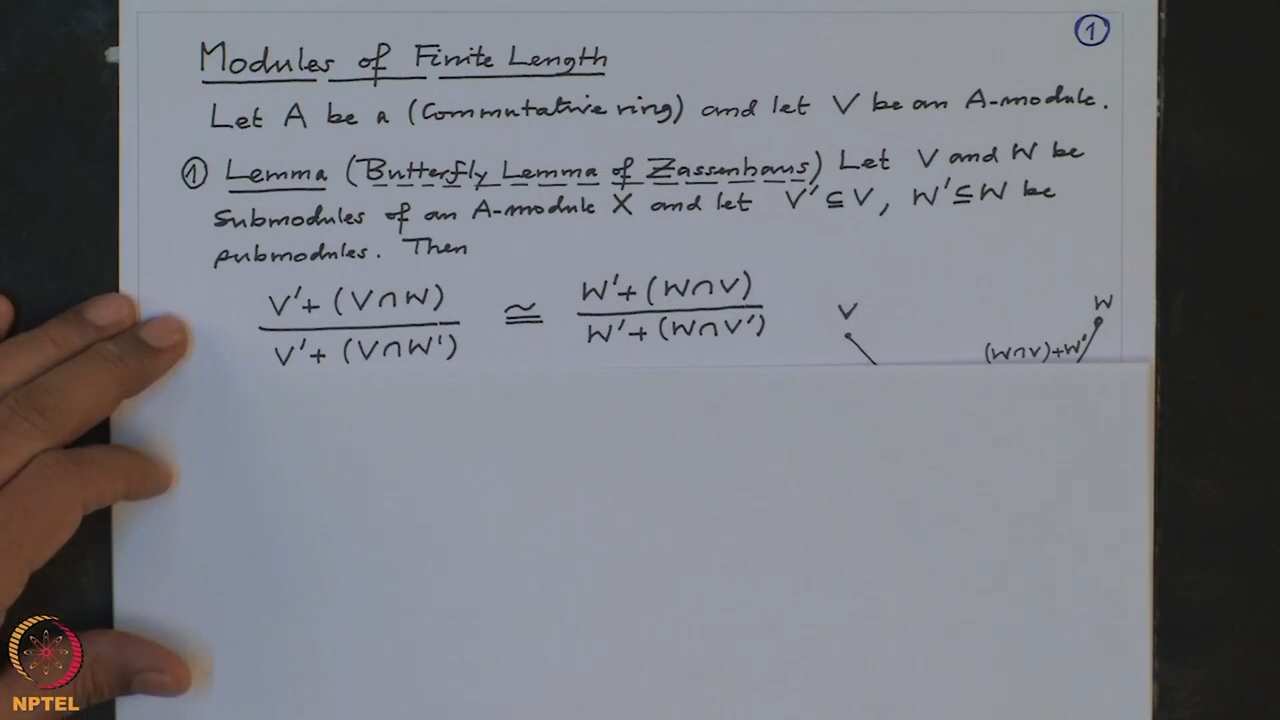 ①
Modules of Finite Length
Let A be a (Commutative ring) and let V be an A-module.
① Lemma (Butterfly Lemma of Zassenhaus) Let V and W be
submodules of an A-module X and let V' ⊆ V, W' ⊆ W be
submodules. Then
V' + (V ∩ W) / V' + (V ∩ W') ≅ W' + (W ∩ V) / W' + (W ∩ V')
V
W
(W ∩ V) + W'
NPTEL